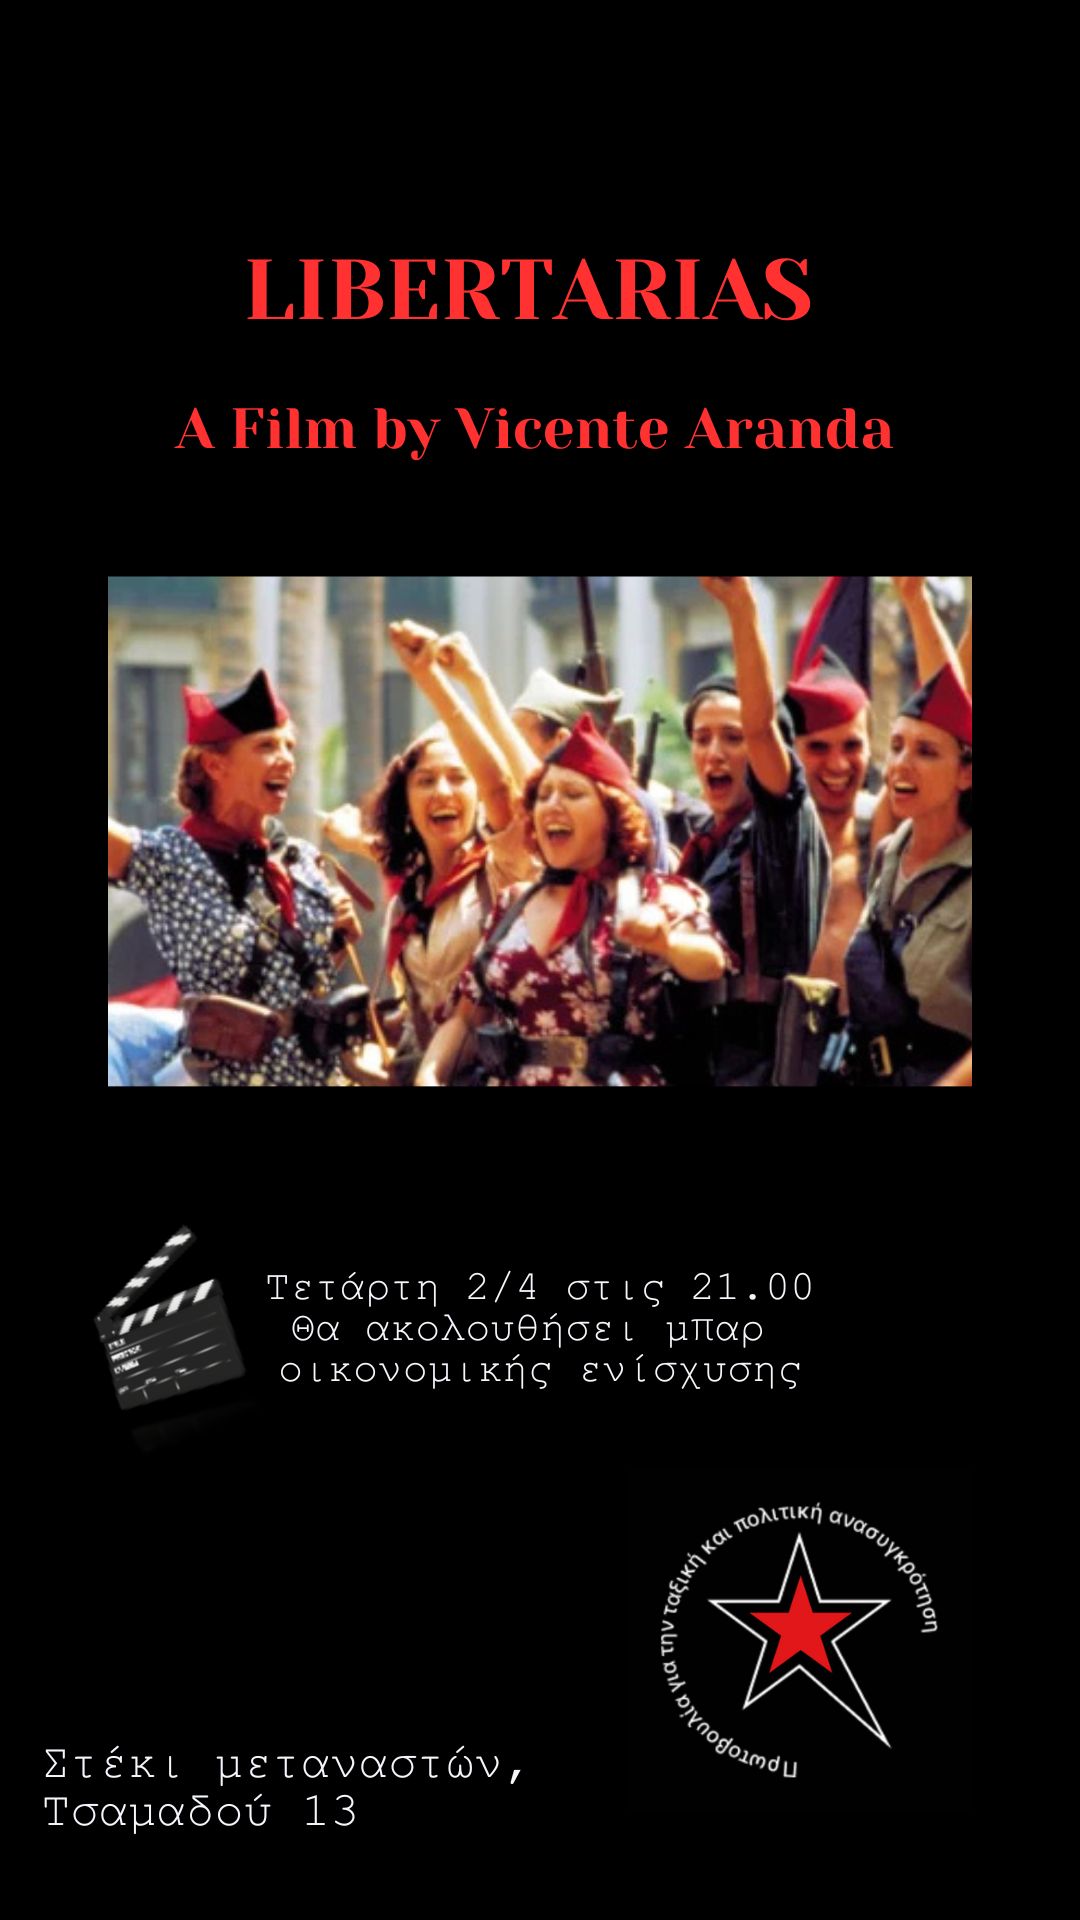 LIBERTARIAS
A Film by Vicente Aranda
Τετάρτη 2/4 στις 21.00
Θα ακολουθήσει μπαρ
οικονομικής ενίσχυσης
Πρωτοβουλία για την ταξική και πολιτική ανασυγκρότηση
Στέκι μεταναστών,
Τσαμαδού 13